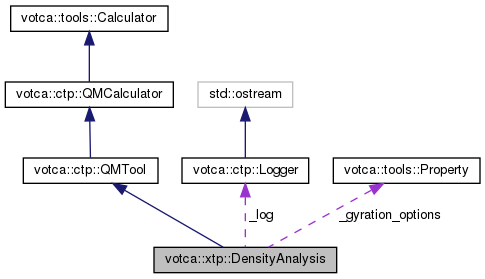 votca::tools::Calculator
votca::ctp::QMCalculator
std::ostream
votca::ctp::QMTool
votca::ctp::Logger
votca::tools::Property
_log
_gyration_options
votca::xtp::DensityAnalysis